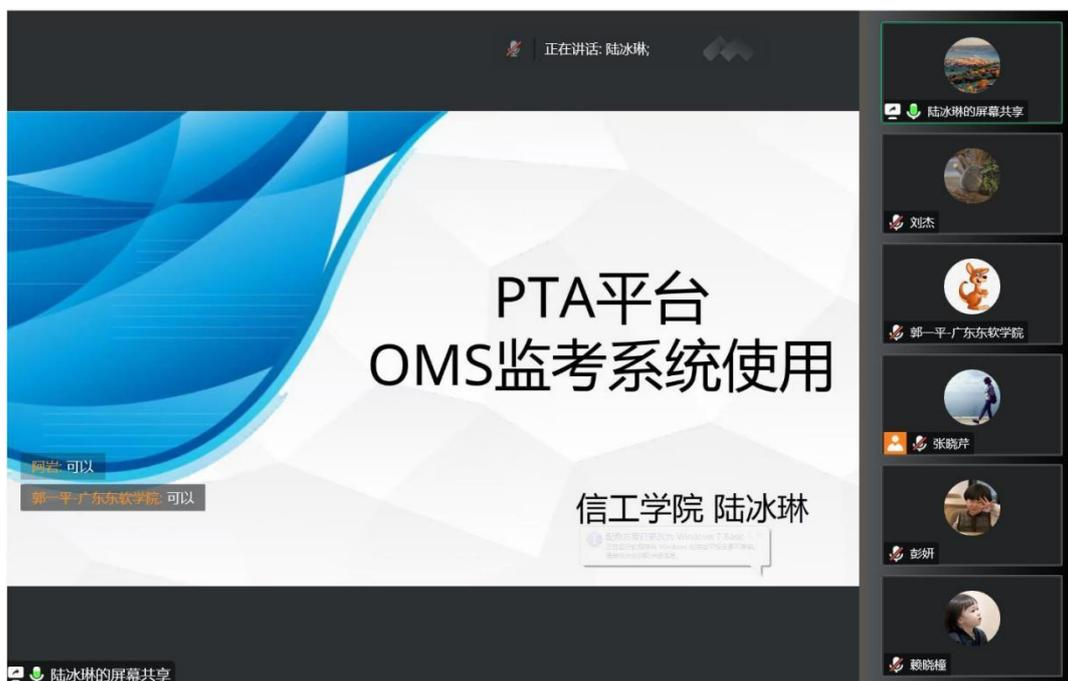 正在讲话: 陆冰琳;
PTA平台
OMS监考系统使用
阿岩: 可以
郭一平-广东东软学院: 可以
信工学院 陆冰琳
陆冰琳的屏幕共享
陆冰琳的屏幕共享
刘杰
郭一平-广东东软学院
张晓芹
彭妍
赖晓橦